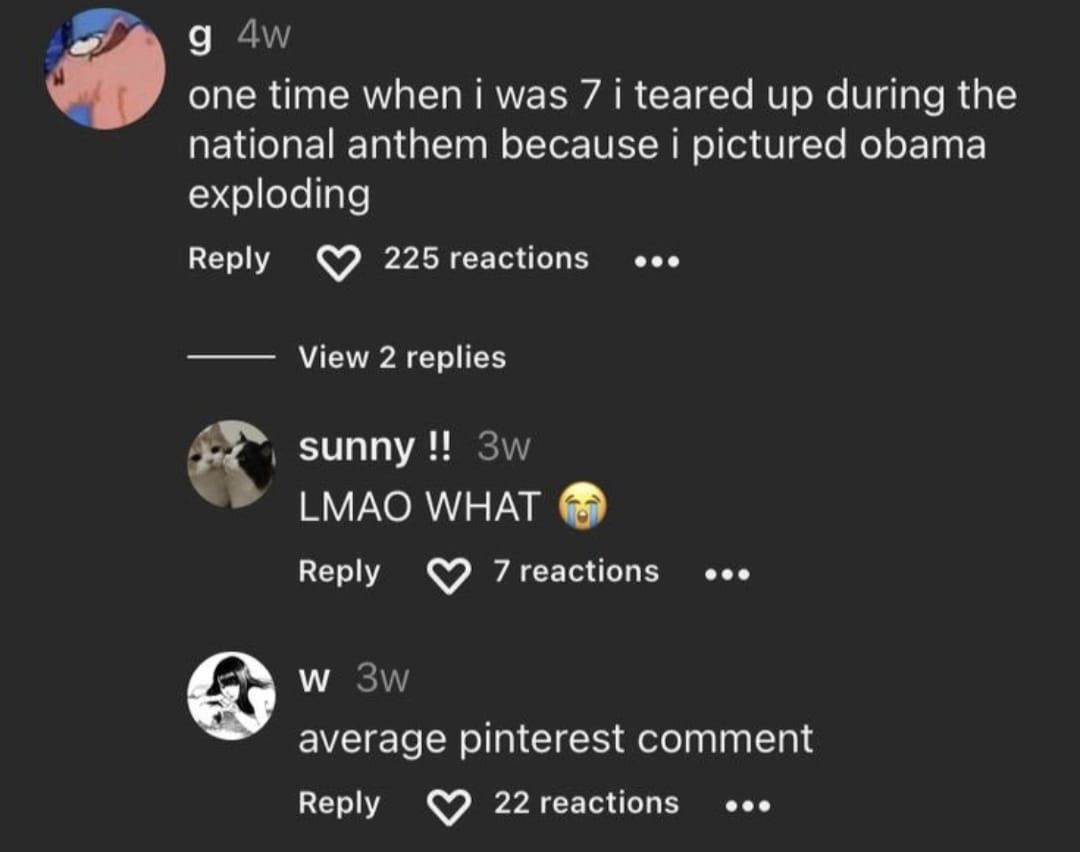 g 4w
one time when i was 7 i teared up during the
national anthem because i pictured obama
exploding
Reply 225 reactions •••
View 2 replies
sunny !! 3w
LMAO WHAT 😭
Reply 7 reactions •••
w 3w
average pinterest comment
Reply 22 reactions •••